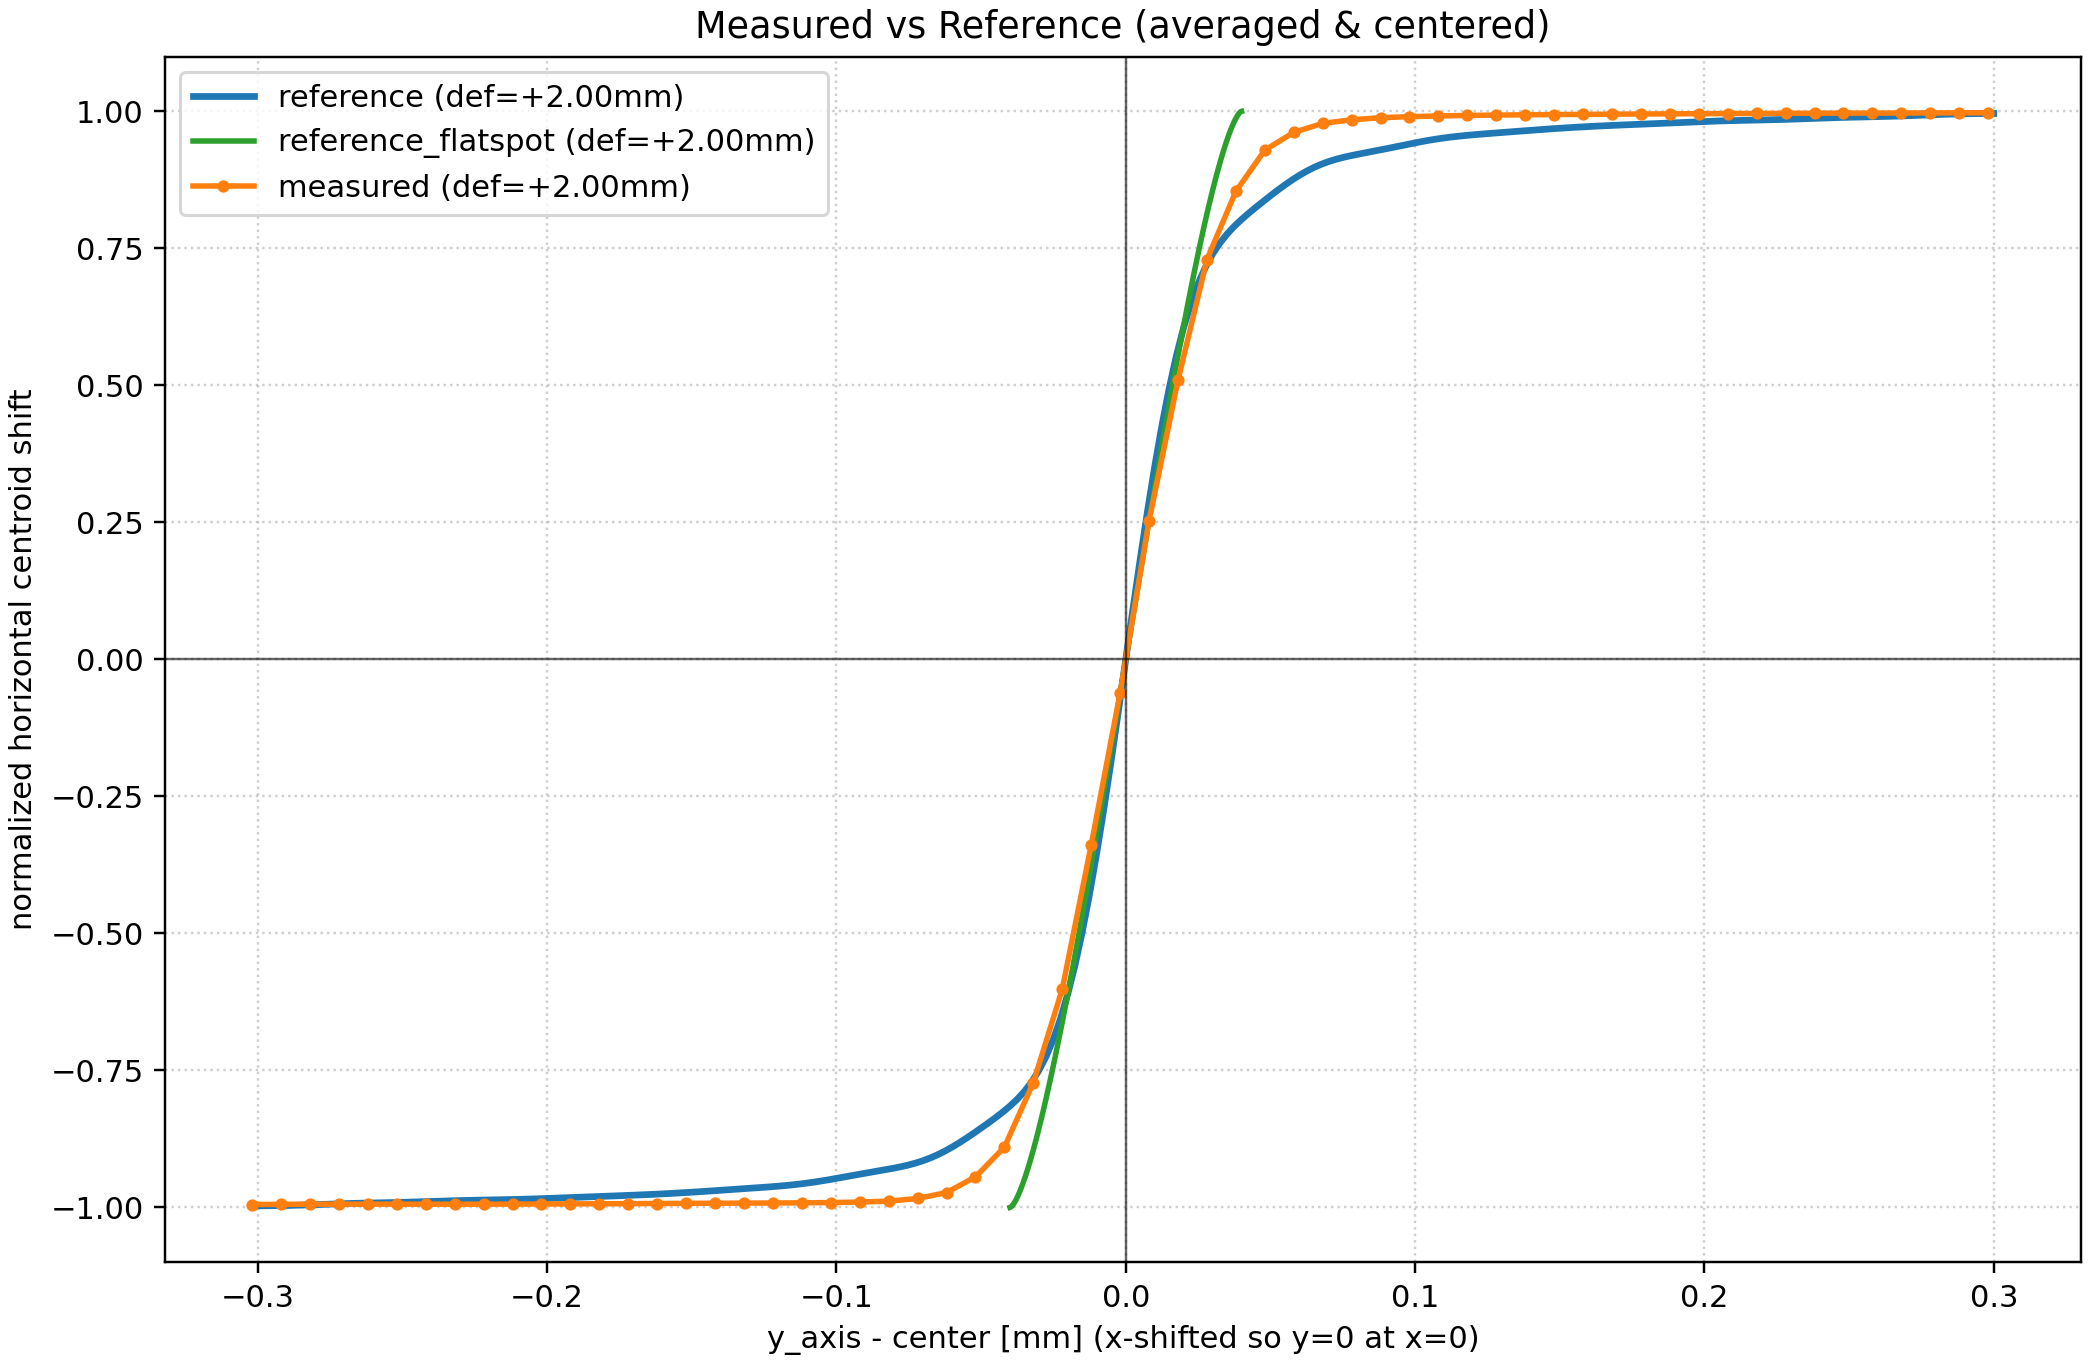 Measured vs Reference (averaged & centered)
reference (def=+2.00mm)
reference_flatspot (def=+2.00mm)
measured (def=+2.00mm)
normalized horizontal centroid shift
1.00
0.75
0.50
0.25
0.00
−0.25
−0.50
−0.75
−1.00
−0.3
−0.2
−0.1
0.0
0.1
0.2
0.3
y_axis - center [mm] (x-shifted so y=0 at x=0)